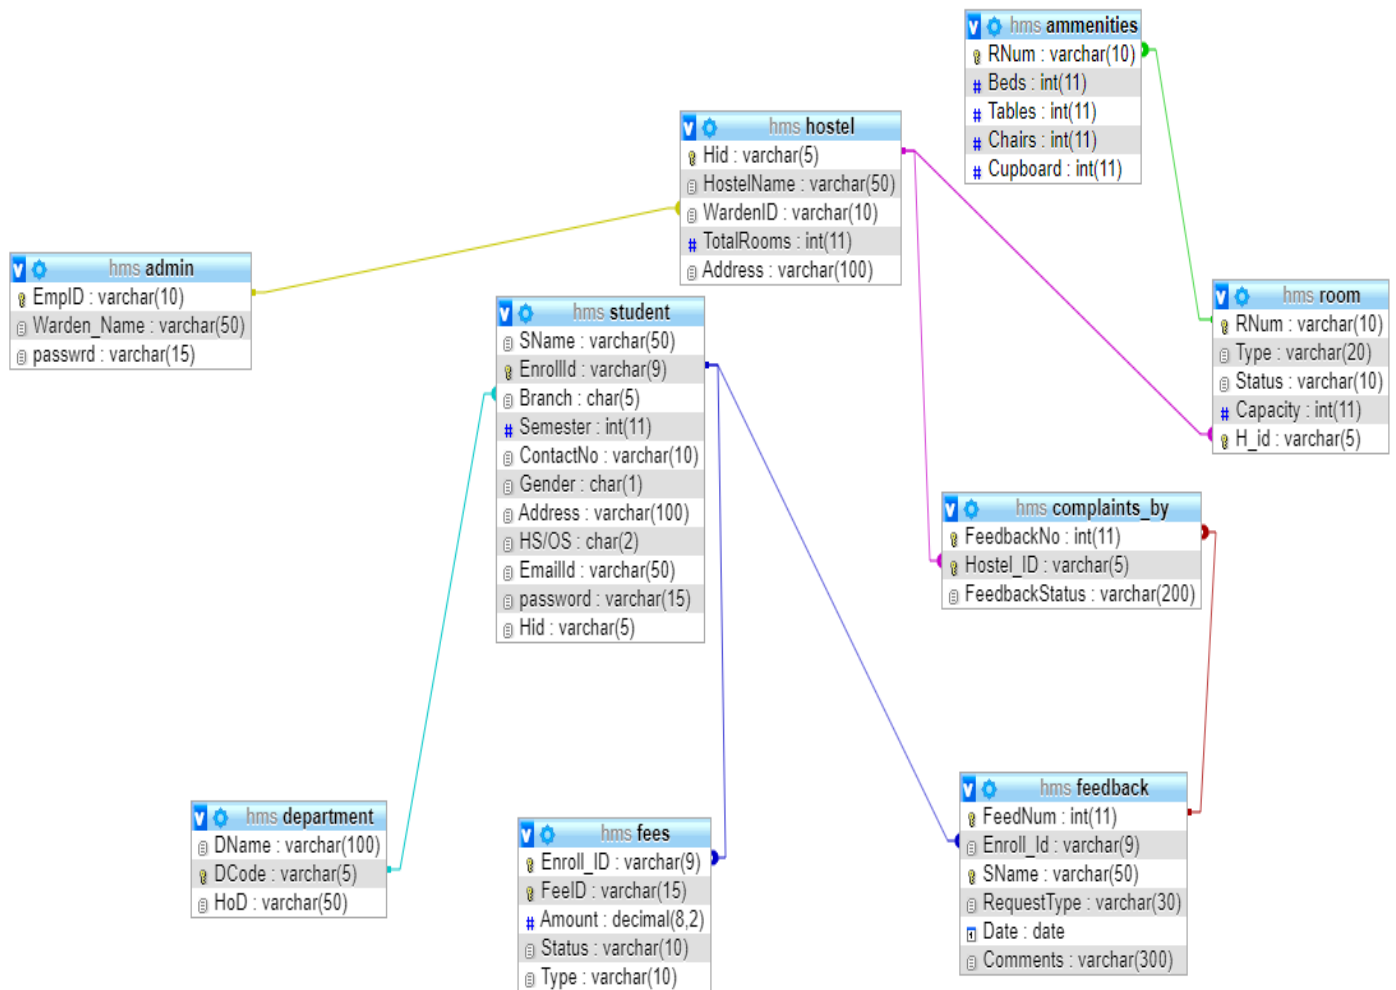 hms ammenities
RNum : varchar(10)
Beds : int(11)
Tables : int(11)
Chairs : int(11)
Cupboard : int(11)
hms hostel
Hid : varchar(5)
HostelName : varchar(50)
WardenID : varchar(10)
TotalRooms : int(11)
Address : varchar(100)
hms admin
EmpID : varchar(10)
Warden_Name : varchar(50)
passwrd : varchar(15)
hms student
SName : varchar(50)
EnrollId : varchar(9)
Branch : char(5)
Semester : int(11)
ContactNo : varchar(10)
Gender : char(1)
Address : varchar(100)
HS/OS : char(2)
EmailId : varchar(50)
password : varchar(15)
Hid : varchar(5)
hms room
RNum : varchar(10)
Type : varchar(20)
Status : varchar(10)
Capacity : int(11)
H_id : varchar(5)
hms complaints_by
FeedbackNo : int(11)
Hostel_ID : varchar(5)
FeedbackStatus : varchar(200)
hms department
DName : varchar(100)
DCode : varchar(5)
HoD : varchar(50)
hms fees
Enroll_ID : varchar(9)
FeeID : varchar(15)
Amount : decimal(8,2)
Status : varchar(10)
Type : varchar(10)
hms feedback
FeedNum : int(11)
Enroll_Id : varchar(9)
SName : varchar(50)
RequestType : varchar(30)
Date : date
Comments : varchar(300)